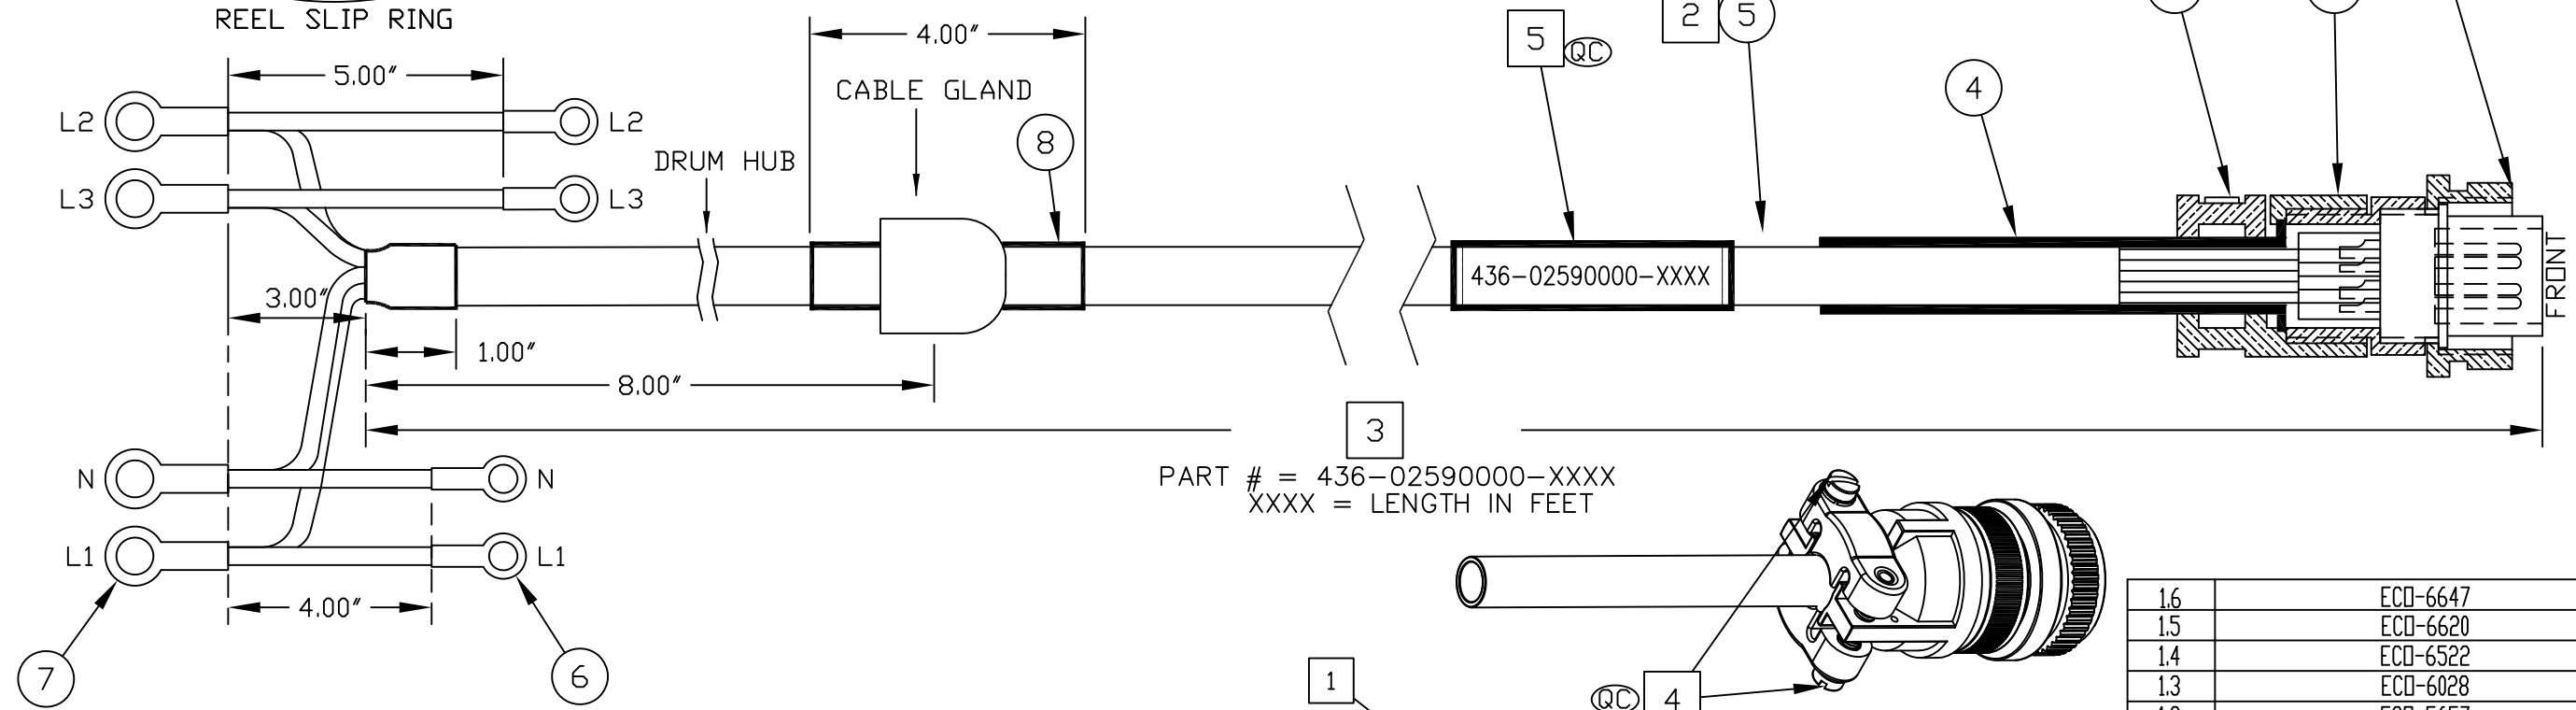 REEL SLIP RING
5.00"
4.00"
CABLE GLAND
5
QC
2
5
4
L2
L2
8
DRUM HUB
L3
L3
436-02590000-XXXX
FRONT
3.00"
1.00"
8.00"
3
PART # = 436-02590000-XXXX
XXXX = LENGTH IN FEET
N
N
L1
L1
4.00"
7
6
1
QC
4
1.6 ECO-6647
1.5 ECO-6620
1.4 ECO-6522
1.3 ECO-6028